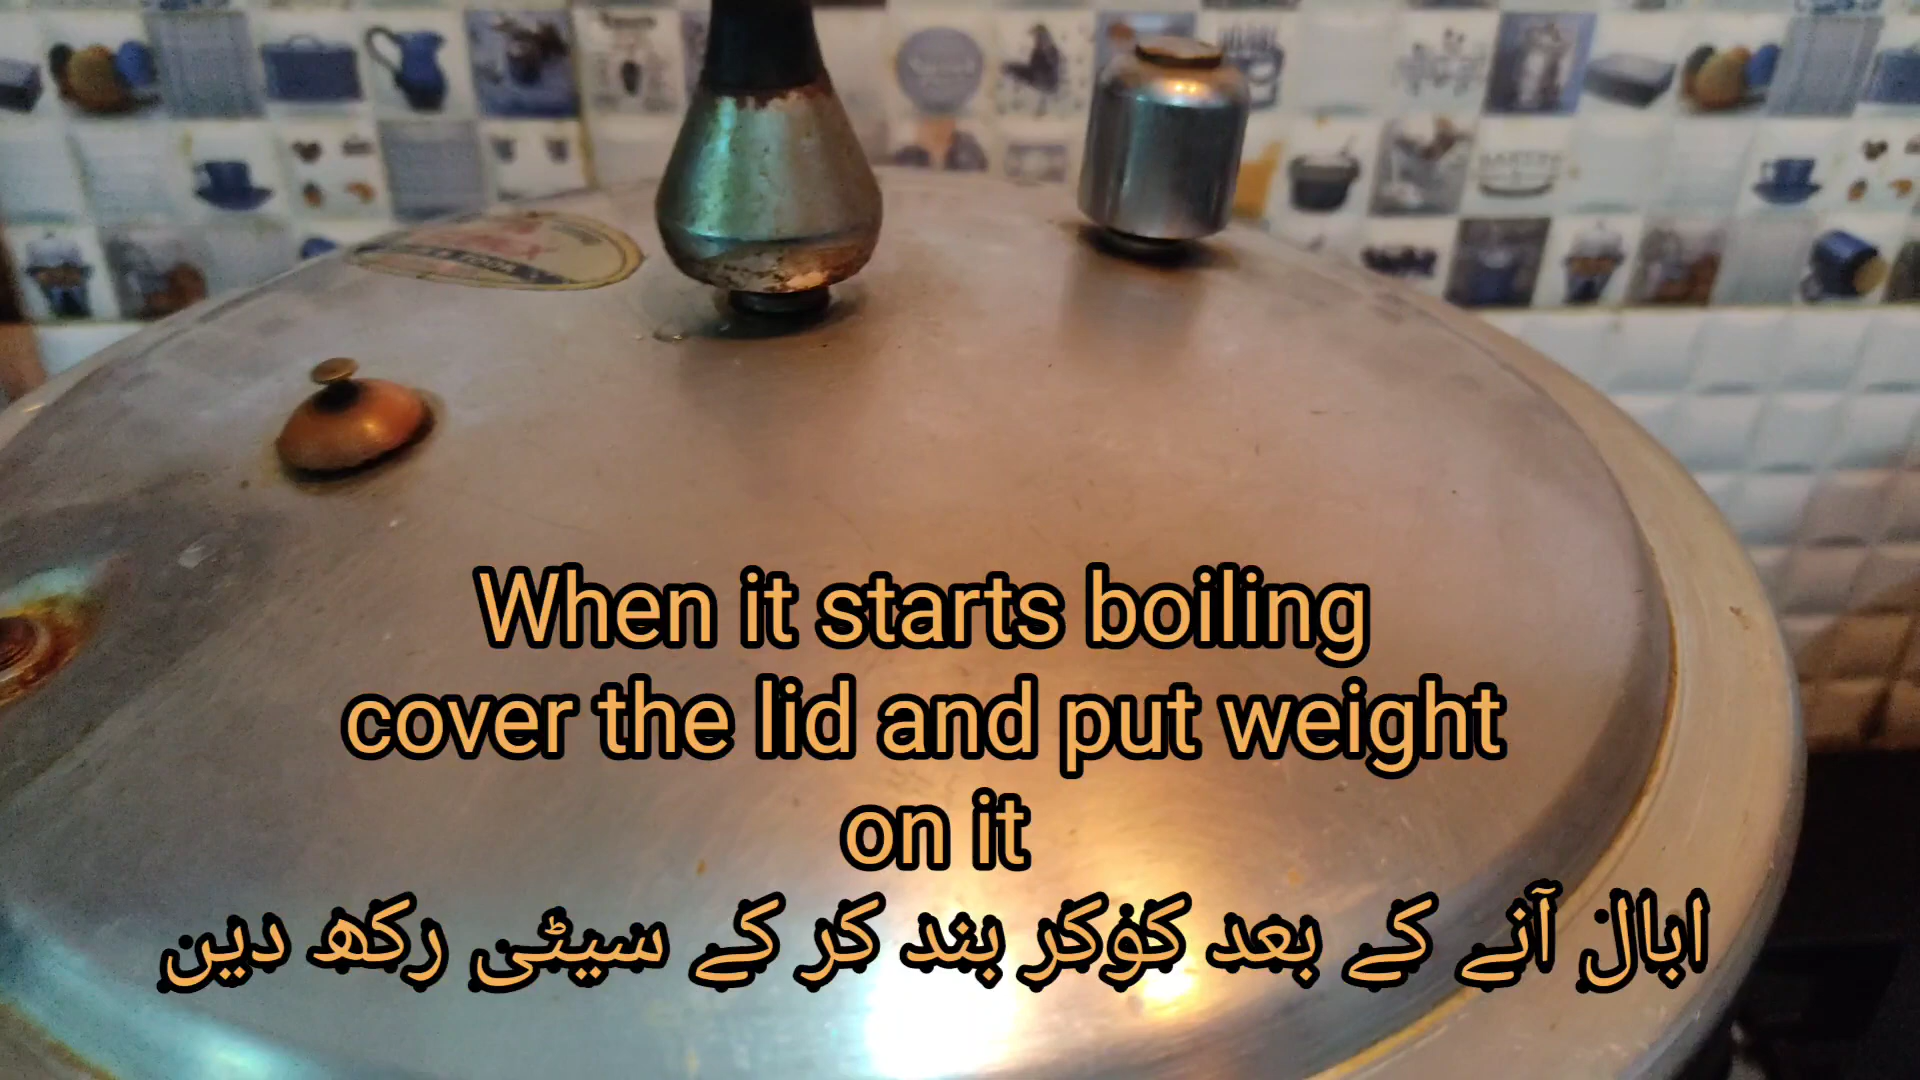 When it starts boiling
cover the lid and put weight
on it
ابال آنے کے بعد کوکر بند کر کے سیٹی رکھ دین